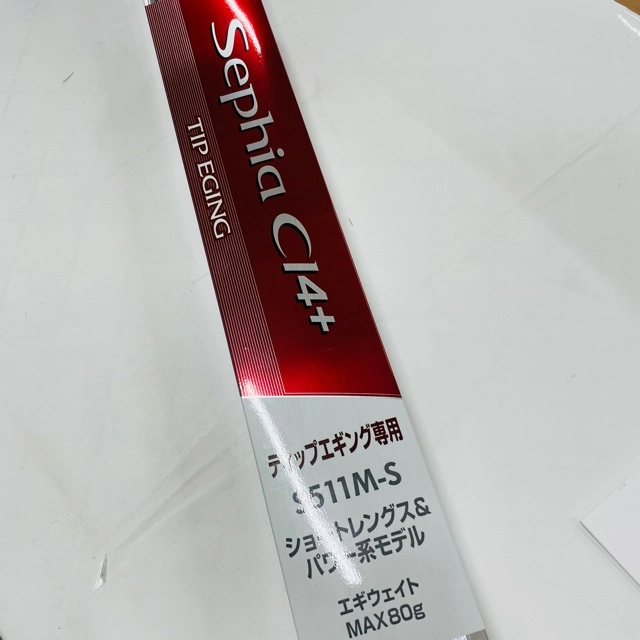 Sephia CI4+
TIP EGING
ティップエギング専用
S511M-S
ショートレングス&
パワー系モデル
エギウェイト
MAX80g